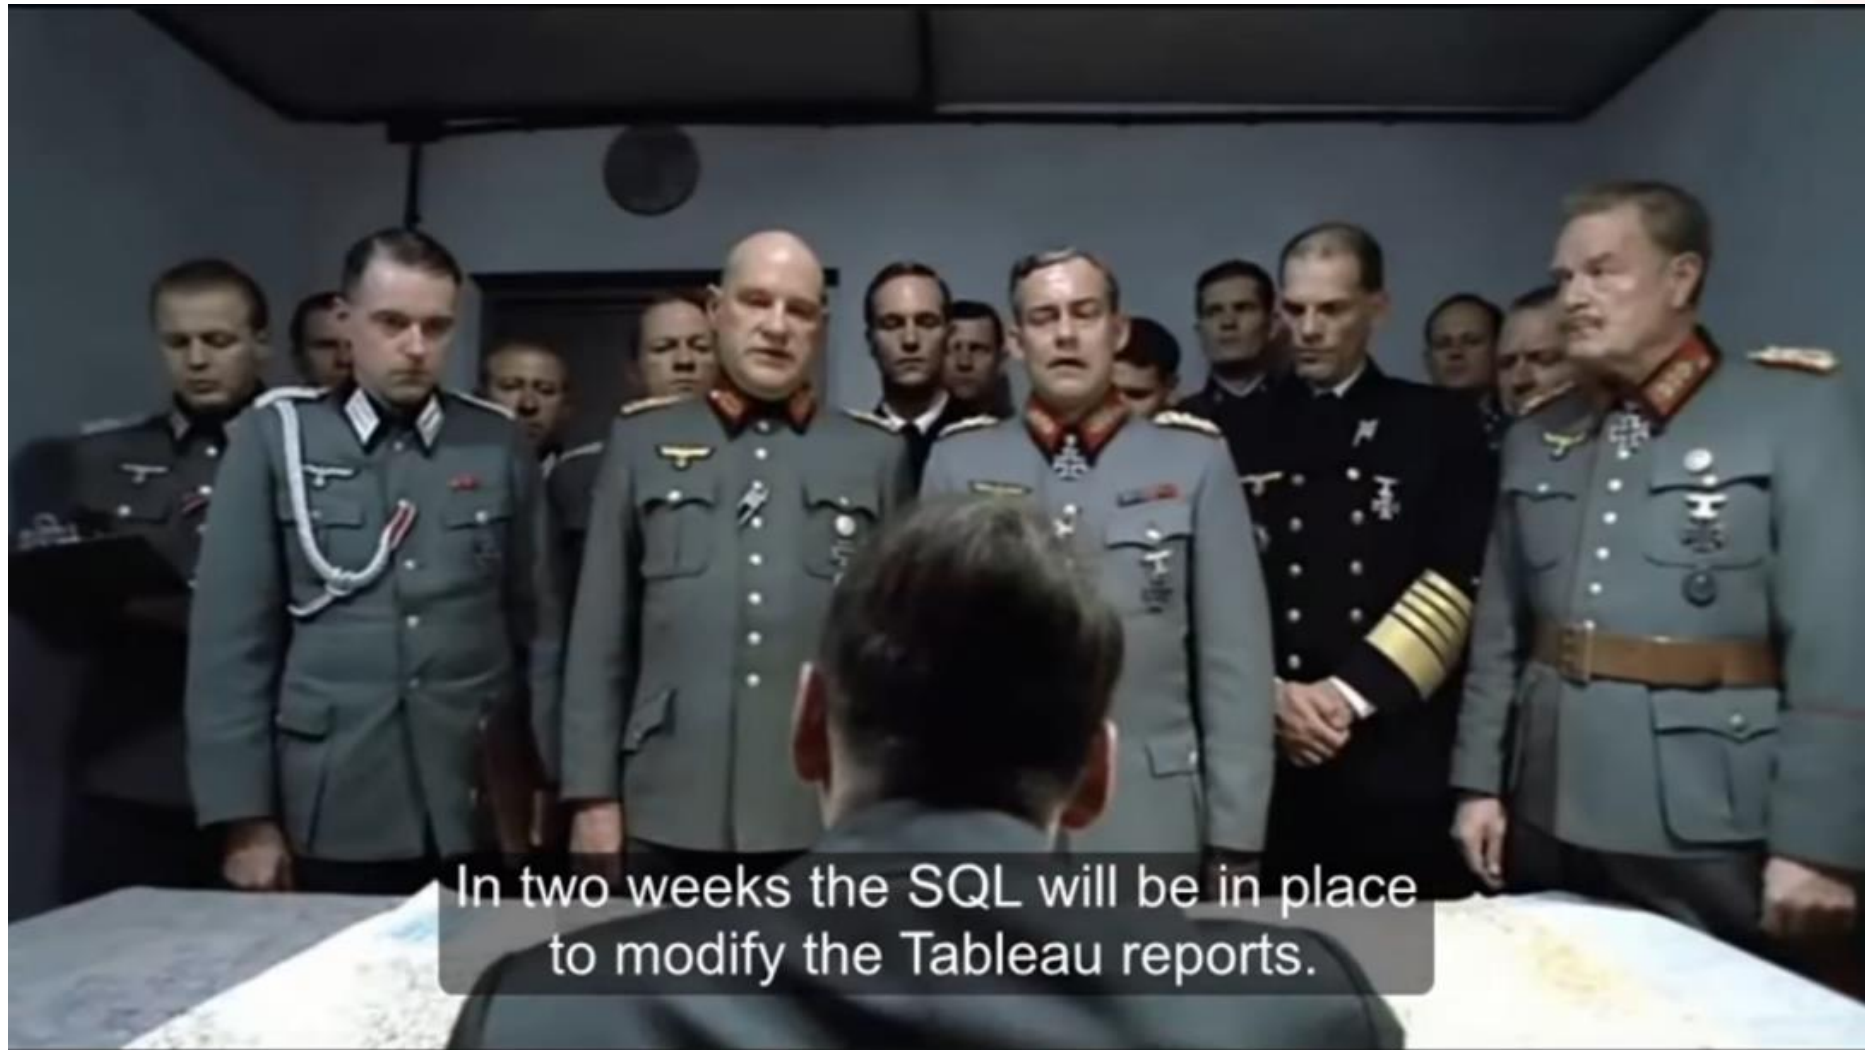 In two weeks the SQL will be in place
to modify the Tableau reports.